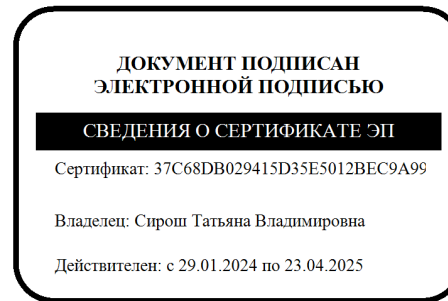 ДОКУМЕНТ ПОДПИСАН
ЭЛЕКТРОННОЙ ПОДПИСЬЮ
СВЕДЕНИЯ О СЕРТИФИКАТЕ ЭП
Сертификат: 37C68DB029415D35E5012BEC9A99
Владелец: Сирош Татьяна Владимировна
Действителен: с 29.01.2024 по 23.04.2025